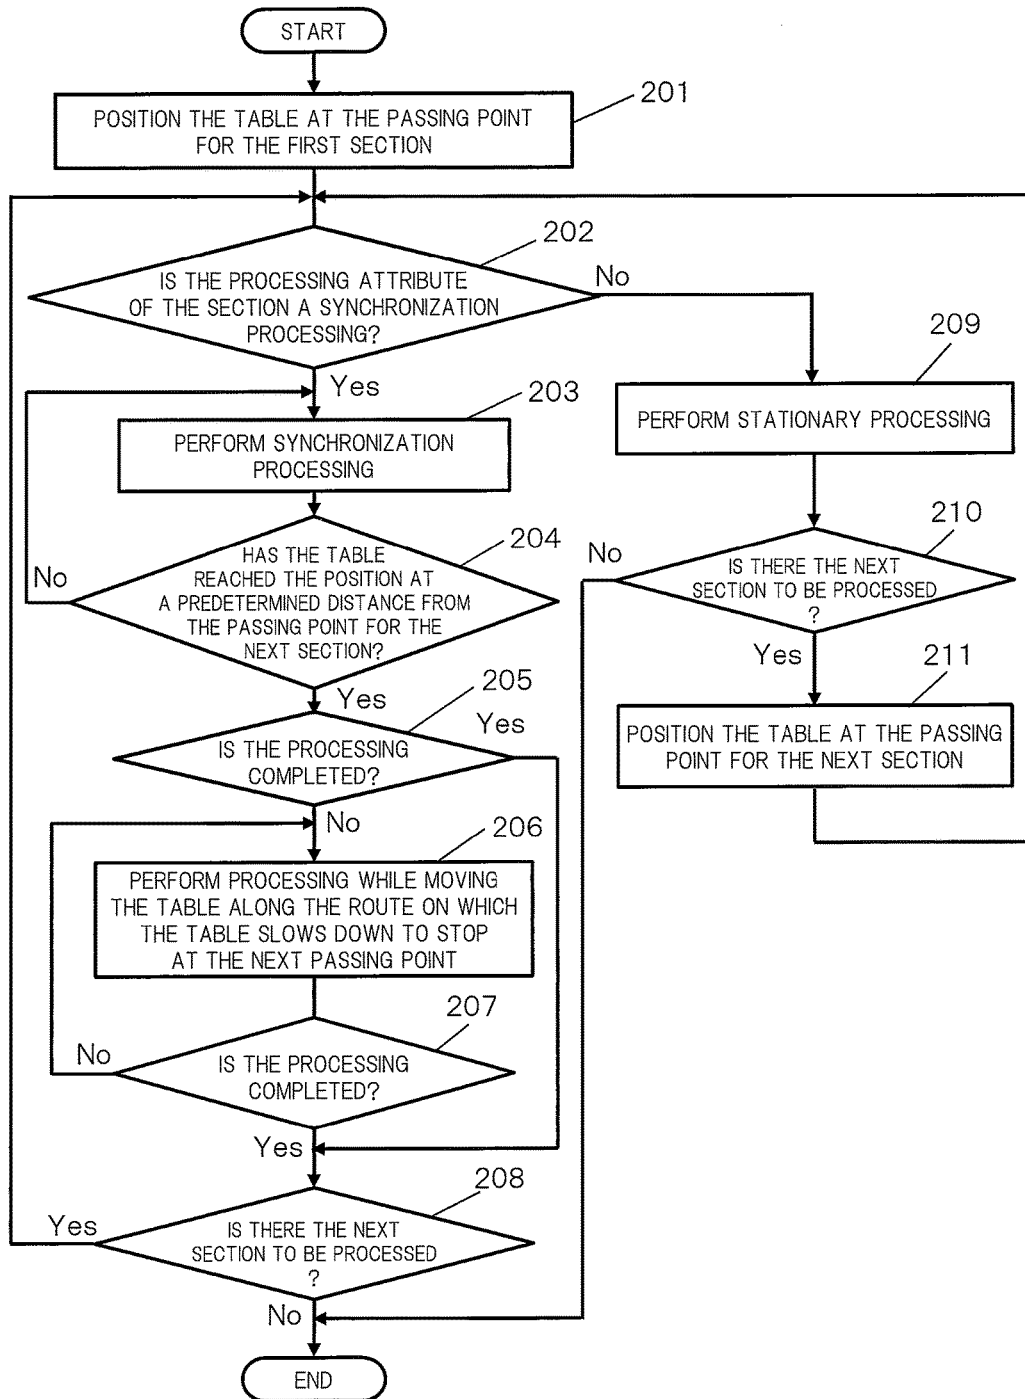 START
201
POSITION THE TABLE AT THE PASSING POINT
FOR THE FIRST SECTION
202
IS THE PROCESSING ATTRIBUTE
OF THE SECTION A SYNCHRONIZATION
PROCESSING?
No
Yes
203
PERFORM SYNCHRONIZATION
PROCESSING
209
PERFORM STATIONARY PROCESSING
204
HAS THE TABLE
REACHED THE POSITION AT
A PREDETERMINED DISTANCE FROM
THE PASSING POINT FOR THE
NEXT SECTION?
No
Yes
210
IS THERE THE NEXT
SECTION TO BE PROCESSED
?
No
Yes
205
IS THE PROCESSING
COMPLETED?
Yes
No
211
POSITION THE TABLE AT THE PASSING
POINT FOR THE NEXT SECTION
206
PERFORM PROCESSING WHILE MOVING
THE TABLE ALONG THE ROUTE ON WHICH
THE TABLE SLOWS DOWN TO STOP
AT THE NEXT PASSING POINT
207
IS THE PROCESSING
COMPLETED?
No
Yes
208
IS THERE THE NEXT
SECTION TO BE PROCESSED
?
Yes
No
END